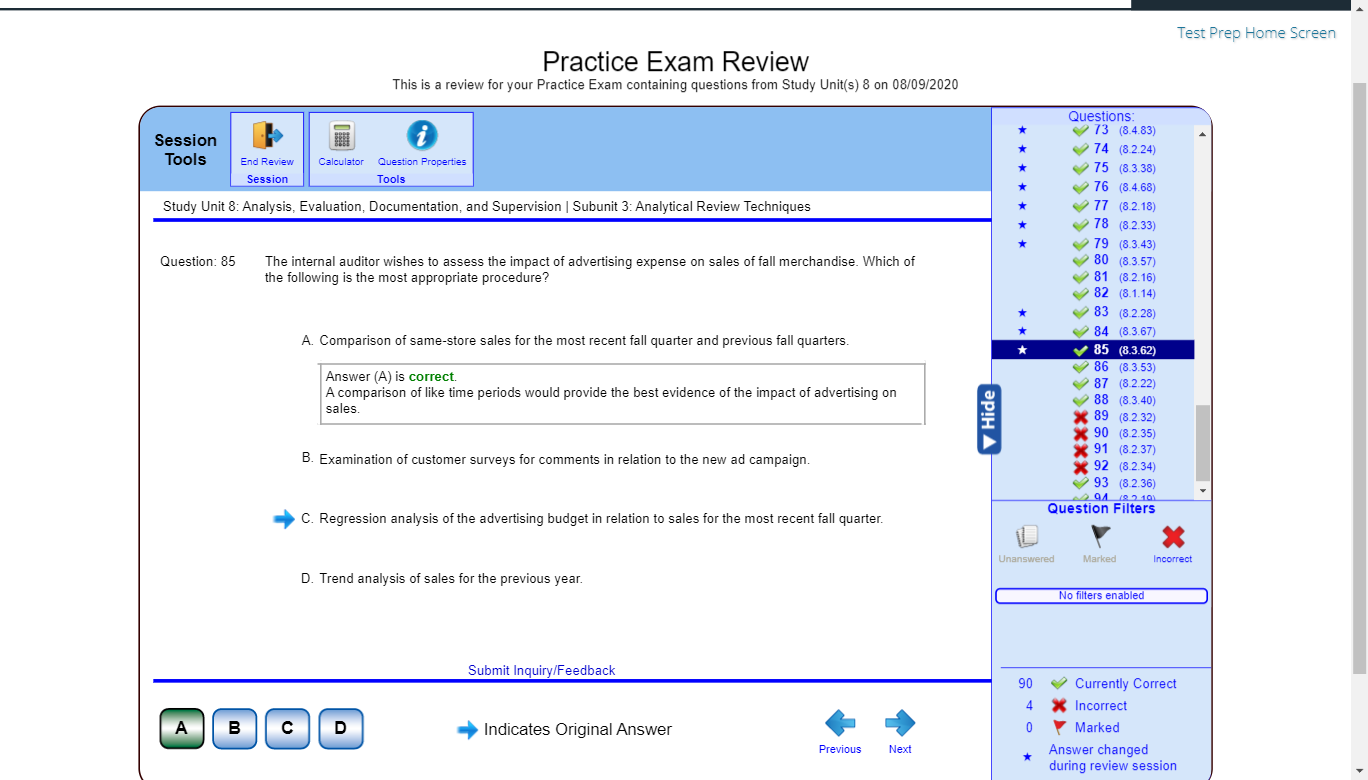 Test Prep Home Screen
Practice Exam Review
This is a review for your Practice Exam containing questions from Study Unit(s) 8 on 08/09/2020
Session Tools
End Review
Session
Calculator
Question Properties
Tools
Study Unit 8: Analysis, Evaluation, Documentation, and Supervision | Subunit 3: Analytical Review Techniques
Question: 85
The internal auditor wishes to assess the impact of advertising expense on sales of fall merchandise. Which of
the following is the most appropriate procedure?
A. Comparison of same-store sales for the most recent fall quarter and previous fall quarters.
Answer (A) is correct.
A comparison of like time periods would provide the best evidence of the impact of advertising on
sales.
B. Examination of customer surveys for comments in relation to the new ad campaign.
C. Regression analysis of the advertising budget in relation to sales for the most recent fall quarter.
D. Trend analysis of sales for the previous year.
Submit Inquiry/Feedback
A B C D
Indicates Original Answer
Previous
Next
Hide
Questions:
73 (8.4.83)
74 (8.2.24)
75 (8.3.38)
76 (8.4.68)
77 (8.2.18)
78 (8.2.33)
79 (8.3.43)
80 (8.3.57)
81 (8.2.16)
82 (8.1.14)
83 (8.2.28)
84 (8.3.67)
85 (8.3.62)
86 (8.3.53)
87 (8.2.22)
88 (8.3.40)
89 (8.2.32)
90 (8.2.35)
91 (8.2.37)
92 (8.2.34)
93 (8.2.36)
94 (8.2.19)
Question Filters
Unanswered
Marked
Incorrect
No filters enabled
90 Currently Correct
4 Incorrect
0 Marked
Answer changed
during review session